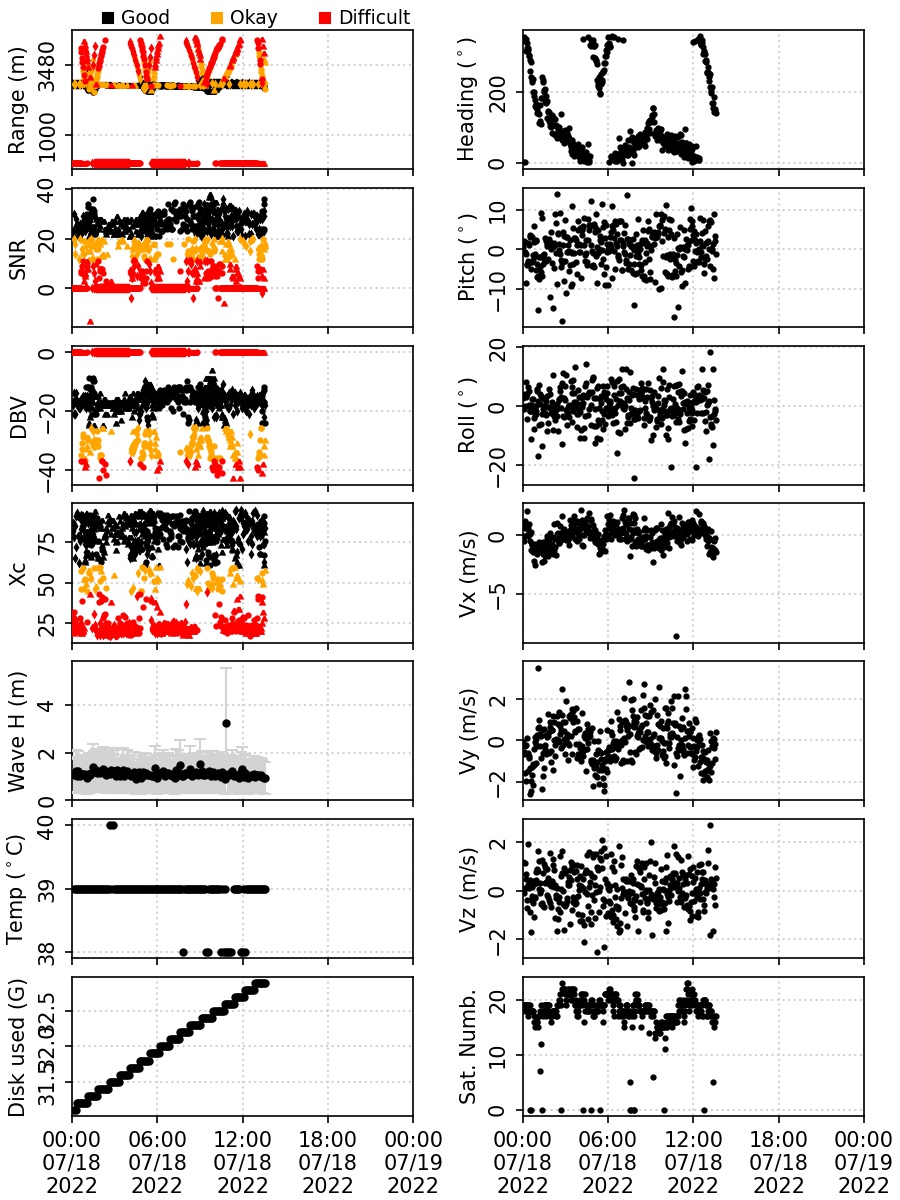 Good Okay Difficult
Range (m)
3480
1000
Heading (°)
200
0
SNR
40
20
0
Pitch (°)
10
0
−10
DBV
0
−20
−40
Roll (°)
20
0
−20
Xc
75
50
25
Vx (m/s)
0
−5
Wave H (m)
4
2
0
Vy (m/s)
2
0
−2
Temp (°C)
40
39
38
Vz (m/s)
2
0
−2
Disk used (G)
32.5
32.0
31.5
Sat. Numb.
20
10
0
00:00 06:00 12:00 18:00 00:00
07/18 07/18 07/18 07/18 07/19
2022 2022 2022 2022 2022
00:00 06:00 12:00 18:00 00:00
07/18 07/18 07/18 07/18 07/19
2022 2022 2022 2022 2022